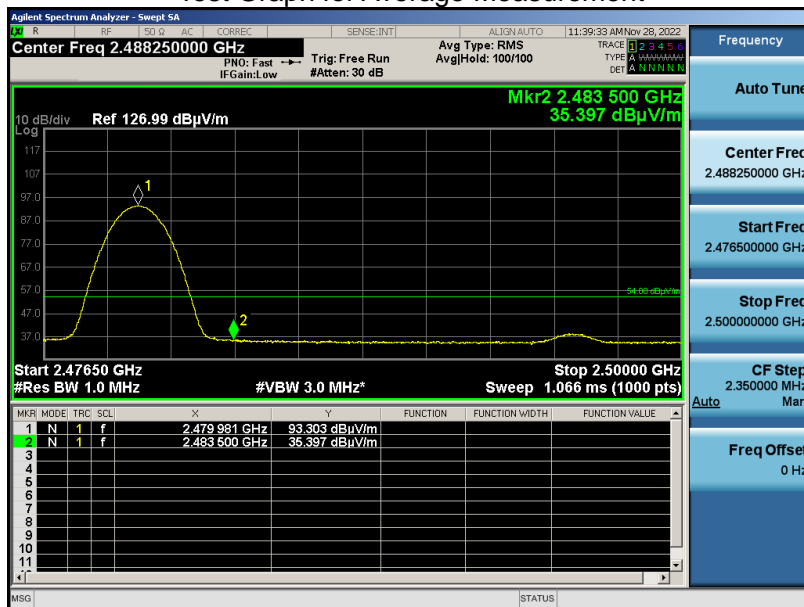 Test Graph for Average Measurement
Agilent Spectrum Analyzer - Swept SA
LXI R RF 50 Ω AC CORREC SENSE:INT ALIGN AUTO 11:39:33 AM Nov 28, 2022
Center Freq 2.488250000 GHz
PNO: Fast
IFGain:Low
Trig: Free Run
#Atten: 30 dB
Avg Type: RMS
Avg|Hold: 100/100
TRACE 1 2 3 4 5 6
TYPE A WWWWW
DET A N N N N N
Mkr2 2.483 500 GHz
35.397 dBµV/m
10 dB/div Ref 126.99 dBµV/m
Log
117
107
97.0
87.0
77.0
67.0
57.0
47.0
37.0
1
2
54.00 dBµV/m
Start 2.47650 GHz Stop 2.50000 GHz
#Res BW 1.0 MHz #VBW 3.0 MHz* Sweep 1.066 ms (1000 pts)
MKR MODE TRC SCL X Y FUNCTION FUNCTION WIDTH FUNCTION VALUE
1 N 1 f 2.479 981 GHz 93.303 dBµV/m
2 N 1 f 2.483 500 GHz 35.397 dBµV/m
3
4
5
6
7
8
9
10
11
MSG STATUS
Frequency
Auto Tune
Center Freq
2.488250000 GHz
Start Freq
2.476500000 GHz
Stop Freq
2.500000000 GHz
CF Step
2.350000 MHz
Auto Man
Freq Offset
0 Hz